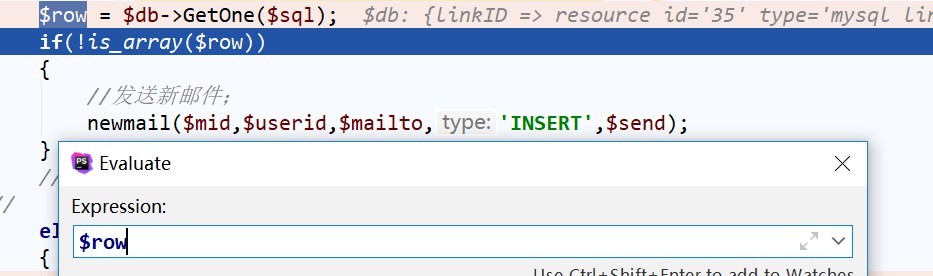 $row = $db->GetOne($sql);  $db: {linkID => resource id='35' type='mysql lin
if(!is_array($row))
{
//发送新邮件;
newmail($mid,$userid,$mailto, type: 'INSERT',$send);
}
PS Evaluate
//
//
Expression:
el
$row
{
Use Ctrl+Shift+Enter to add to Watches